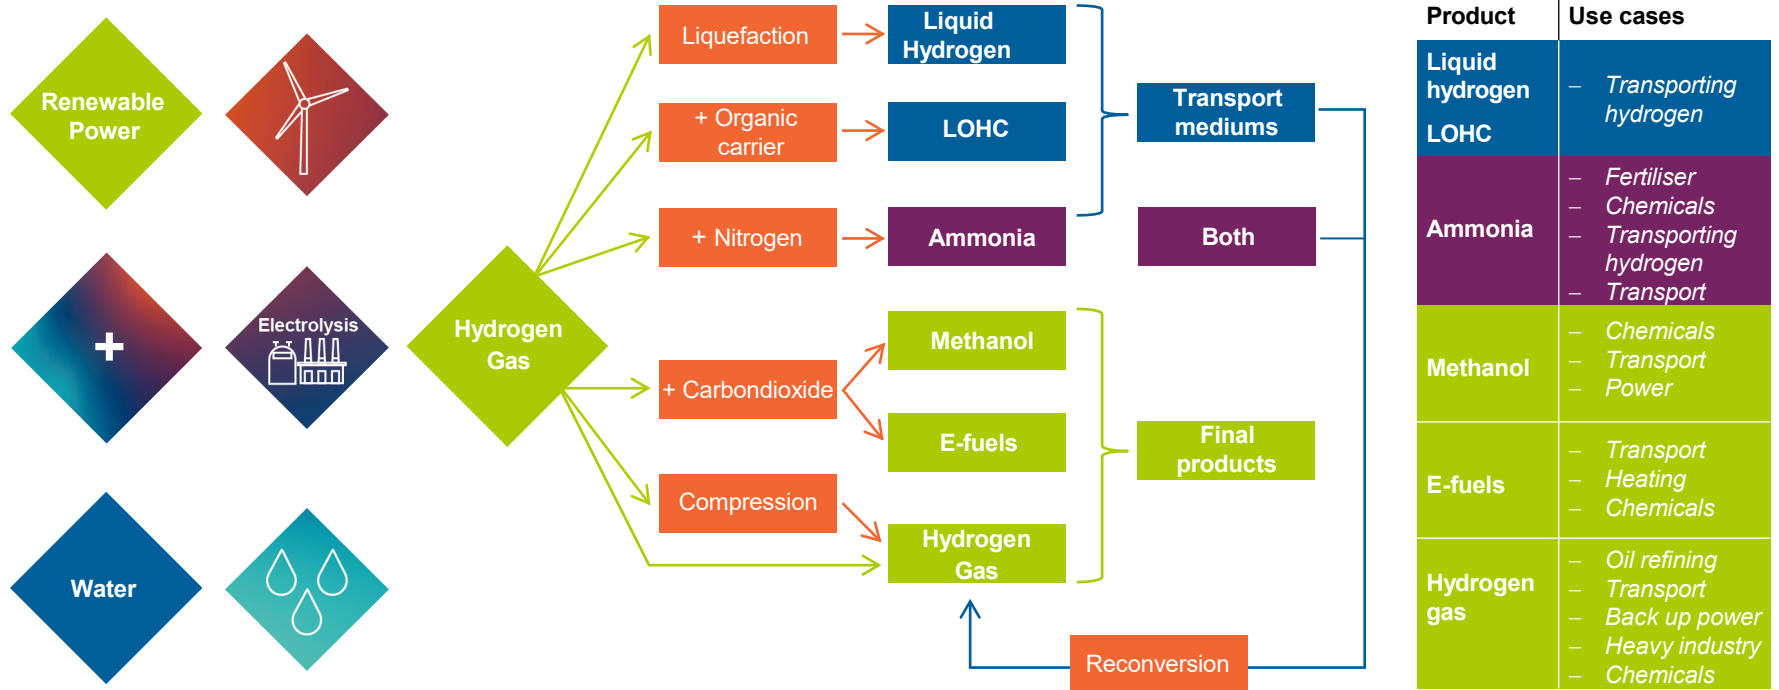 Renewable
Power
+
Electrolysis
Water
Hydrogen
Gas
Liquefaction
+ Organic
carrier
+ Nitrogen
+ Carbondioxide
Compression
Liquid
Hydrogen
LOHC
Ammonia
Methanol
E-fuels
Hydrogen
Gas
Transport
mediums
Both
Final
products
Reconversion
Product
Use cases
Liquid
hydrogen
LOHC
– Transporting
hydrogen
Ammonia
– Fertiliser
– Chemicals
– Transporting
hydrogen
– Transport
Methanol
– Chemicals
– Transport
– Power
E-fuels
– Transport
– Heating
– Chemicals
Hydrogen
gas
– Oil refining
– Transport
– Back up power
– Heavy industry
– Chemicals